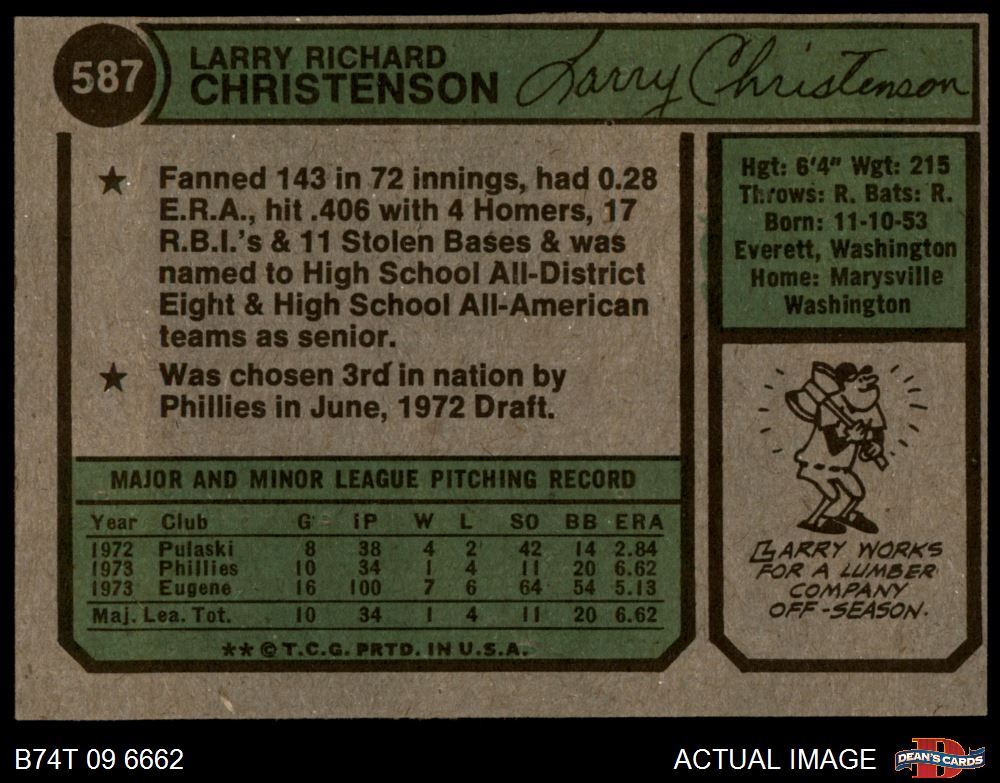 587
LARRY RICHARD
CHRISTENSON
Larry Christenson
★ Fanned 143 in 72 innings, had 0.28
E.R.A., hit .406 with 4 Homers, 17
R.B.I.'s & 11 Stolen Bases & was
named to High School All-District
Eight & High School All-American
teams as senior.
★ Was chosen 3rd in nation by
Phillies in June, 1972 Draft.
MAJOR AND MINOR LEAGUE PITCHING RECORD
Year Club G IP W L SO BB ERA
1972 Pulaski 8 38 4 2 42 14 2.84
1973 Phillies 10 34 1 4 11 20 6.62
1973 Eugene 16 100 7 6 64 54 5.13
Maj. Lea. Tot. 10 34 1 4 11 20 6.62
** © T.C.G. PRTD. IN U.S.A.
Hgt: 6'4" Wgt: 215
Throws: R. Bats: R.
Born: 11-10-53
Everett, Washington
Home: Marysville
Washington
LARRY WORKS
FOR A LUMBER
COMPANY
OFF-SEASON.
B74T 09 6662
ACTUAL IMAGE
D
DEAN'S CARDS